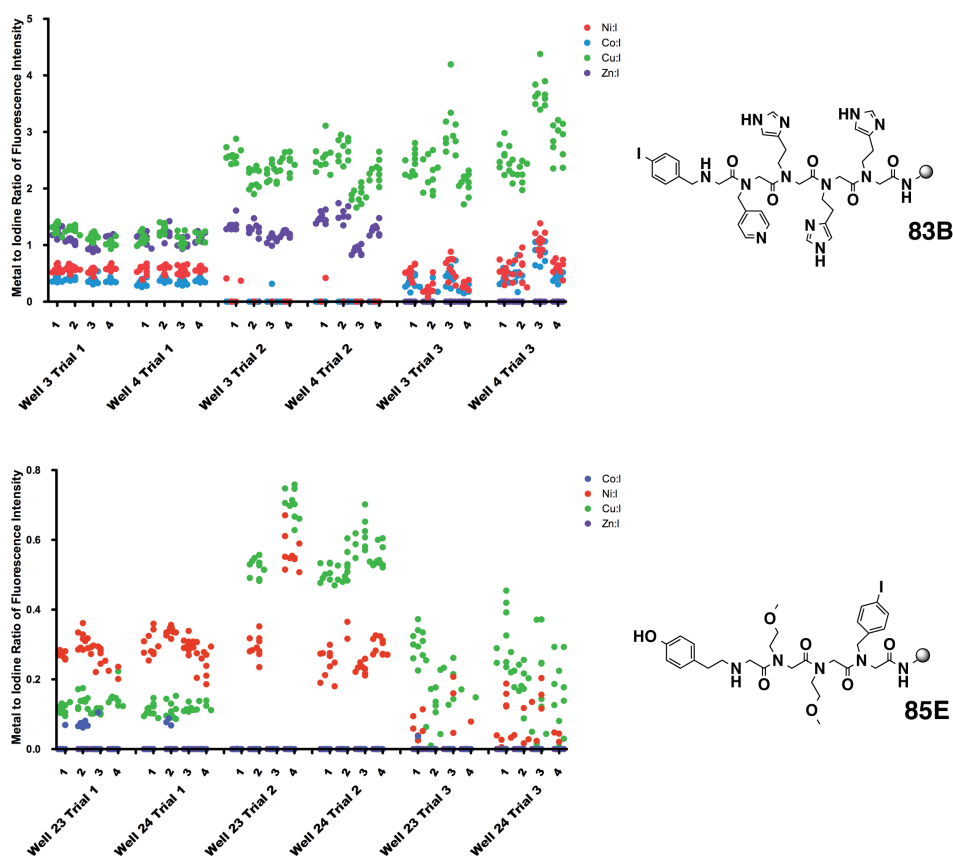 Metal to Iodine Ratio of Fluorescence Intensity
5
4
3
2
1
0
1 2 3 4 1 2 3 4 1 2 3 4 1 2 3 4 1 2 3 4 1 2 3 4
Well 3 Trial 1 Well 4 Trial 1 Well 3 Trial 2 Well 4 Trial 2 Well 3 Trial 3 Well 4 Trial 3
Ni:I
Co:I
Cu:I
Zn:I
HN N HN N
I H N O N O N O N O N O N H
N N NH
83B
Metal to Iodine Ratio of Fluorescence Intensity
0.8
0.6
0.4
0.2
0.0
1 2 3 4 1 2 3 4 1 2 3 4 1 2 3 4 1 2 3 4 1 2 3 4
Well 23 Trial 1 Well 24 Trial 1 Well 23 Trial 2 Well 24 Trial 2 Well 23 Trial 3 Well 24 Trial 3
Co:I
Ni:I
Cu:I
Zn:I
O I
HO N H O N O N O N O N H
O
85E